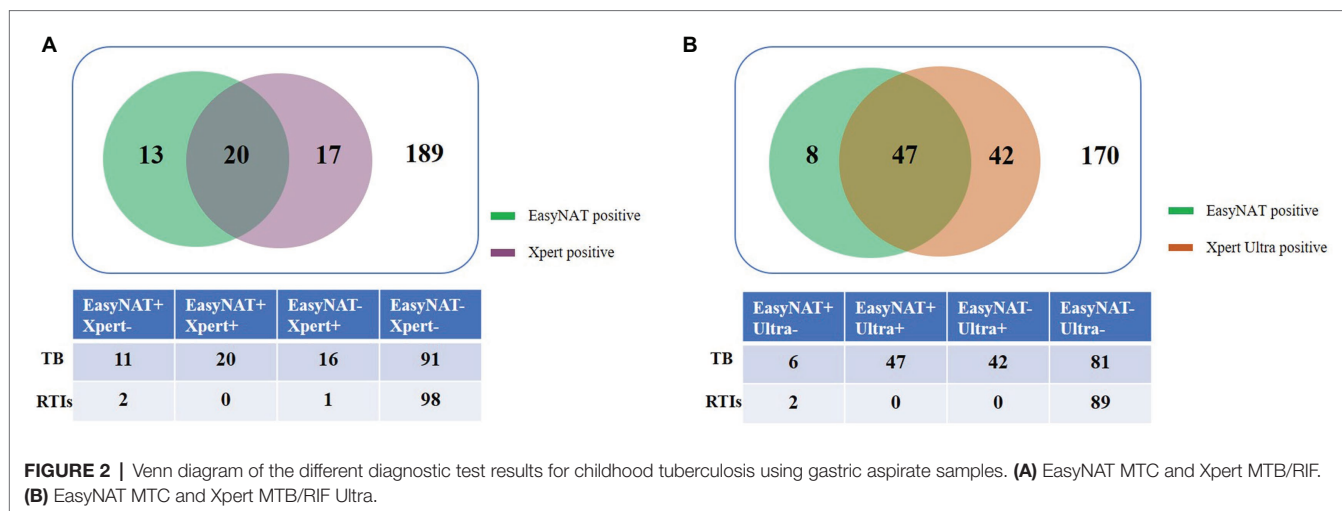 A
13 20 17 189
EasyNAT positive
Xpert positive
EasyNAT+ Xpert- EasyNAT+ Xpert+ EasyNAT- Xpert+ EasyNAT- Xpert-
TB 11 20 16 91
RTIs 2 0 1 98
B
8 47 42 170
EasyNAT positive
Xpert Ultra positive
EasyNAT+ Ultra- EasyNAT+ Ultra+ EasyNAT- Ultra+ EasyNAT- Ultra-
TB 6 47 42 81
RTIs 2 0 0 89
FIGURE 2 | Venn diagram of the different diagnostic test results for childhood tuberculosis using gastric aspirate samples. (A) EasyNAT MTC and Xpert MTB/RIF.
(B) EasyNAT MTC and Xpert MTB/RIF Ultra.